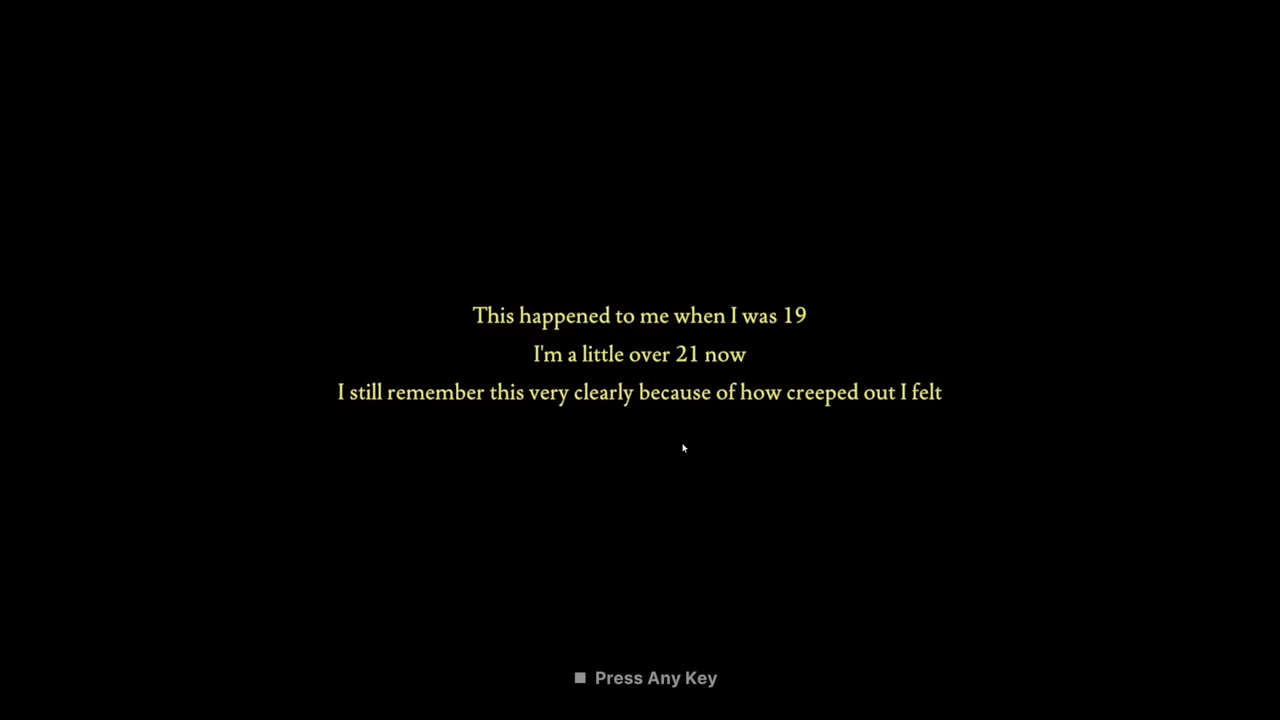 This happened to me when I was 19
I'm a little over 21 now
I still remember this very clearly because of how creeped out I felt
Press Any Key